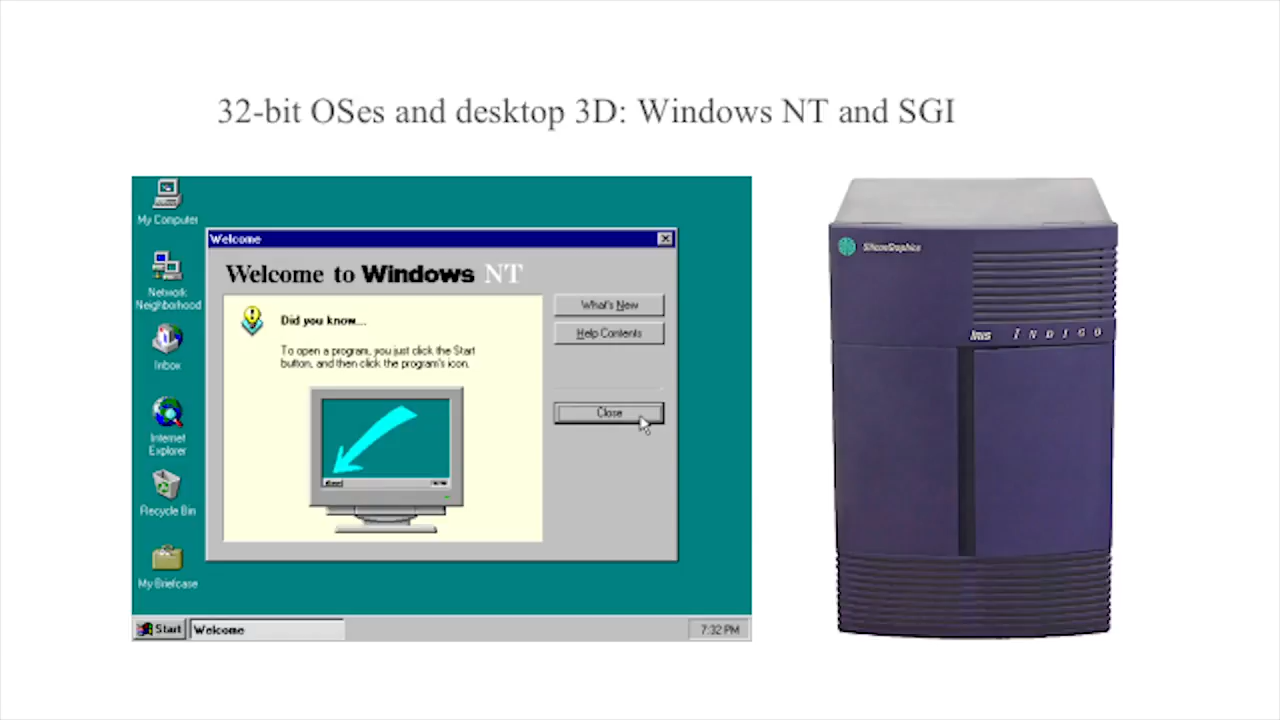 32-bit OSes and desktop 3D: Windows NT and SGI
My Computer
Network
Neighborhood
Inbox
Internet
Explorer
Recycle Bin
My Briefcase
Welcome
Welcome to Windows NT
Did you know...
To open a program, you just click the Start
button, and then click the program's icon.
What's New
Help Contents
Close
Start
Welcome
7:32 PM
SiliconGraphics
IRIS INDIGO